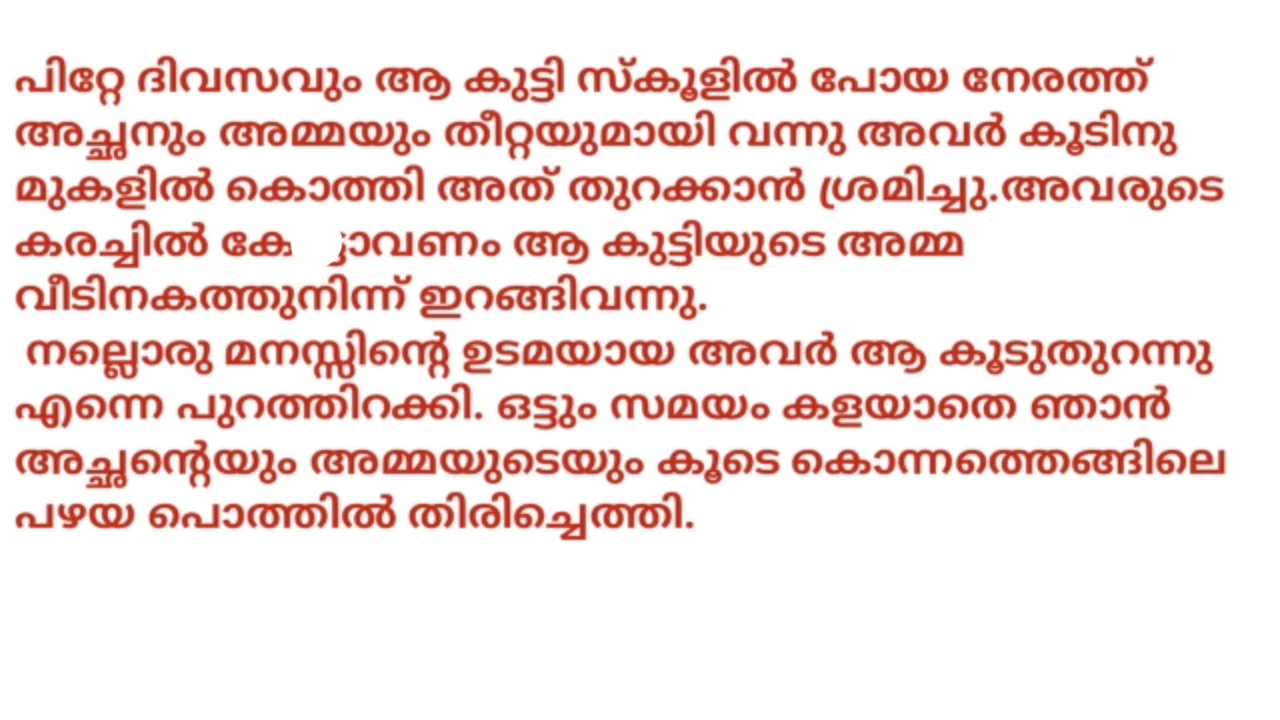 പിറ്റേ ദിവസവും ആ കുട്ടി സ്കൂളിൽ പോയ നേരത്ത്
അച്ഛനും അമ്മയും തീറ്റയുമായി വന്നു അവർ കൂടിനു
മുകളിൽ കൊത്തി അത് തുറക്കാൻ ശ്രമിച്ചു.അവരുടെ
കരച്ചിൽ ആ കുട്ടിയുടെ അമ്മ
വീടിനകത്തുനിന്ന് ഇറങ്ങിവന്നു.
നല്ലൊരു മനസ്സിന്റെ ഉടമയായ അവർ ആ കൂടുതുറന്നു
എന്നെ പുറത്തിറക്കി. ഒട്ടും സമയം കളയാതെ ഞാൻ
അച്ഛന്റെയും അമ്മയുടെയും കൂടെ കൊന്നത്തെങ്ങിലെ
പഴയ പൊത്തിൽ തിരിച്ചെത്തി.